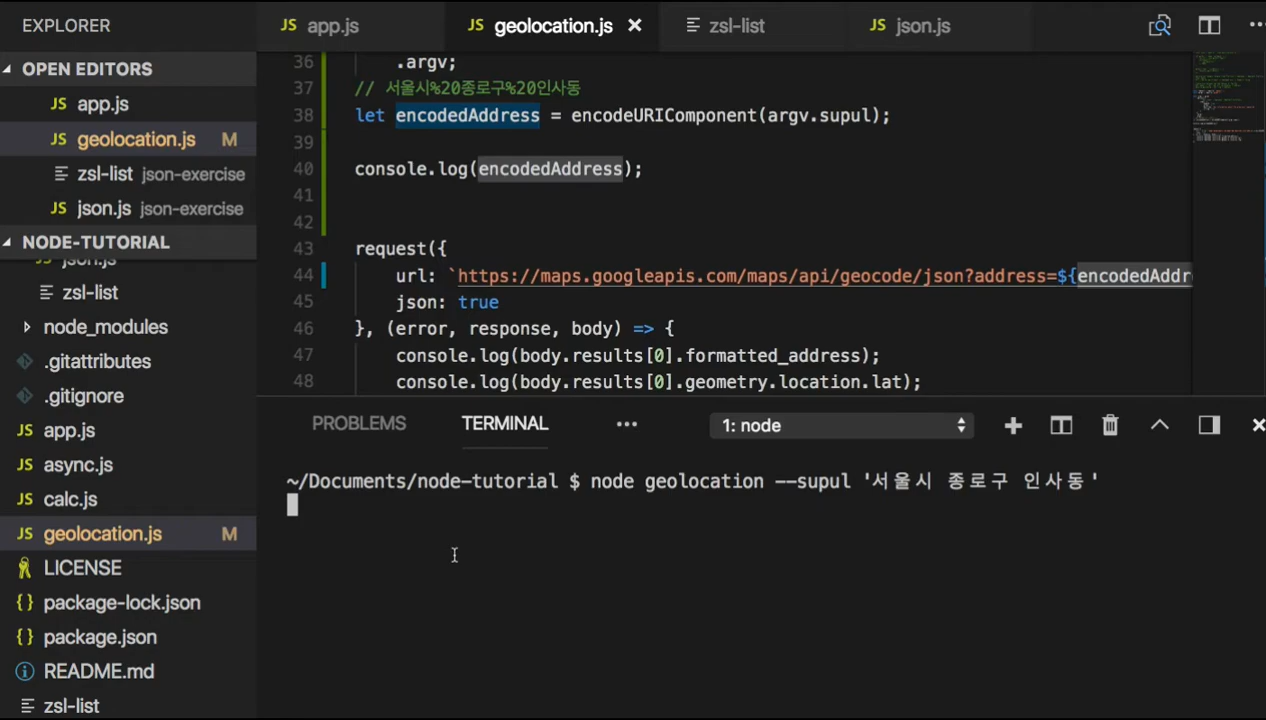 EXPLORER
OPEN EDITORS
JS app.js
JS geolocation.js M
zsl-list json-exercise
JS json.js json-exercise
NODE-TUTORIAL
JS json.js
zsl-list
node_modules
.gitattributes
.gitignore
JS app.js
JS async.js
JS calc.js
JS geolocation.js M
LICENSE
{} package-lock.json
{} package.json
README.md
zsl-list
JS app.js
JS geolocation.js
zsl-list
JS json.js
36 .argv;
37 // 서울시%20종로구%20인사동
38 let encodedAddress = encodeURIComponent(argv.supul);
39
40 console.log(encodedAddress);
41
42
43 request({
44 url: `https://maps.googleapis.com/maps/api/geocode/json?address=${encodedAddr
45 json: true
46 }, (error, response, body) => {
47 console.log(body.results[0].formatted_address);
48 console.log(body.results[0].geometry.location.lat);
PROBLEMS TERMINAL ... 1: node
~/Documents/node-tutorial $ node geolocation --supul '서울시 종로구 인사동'